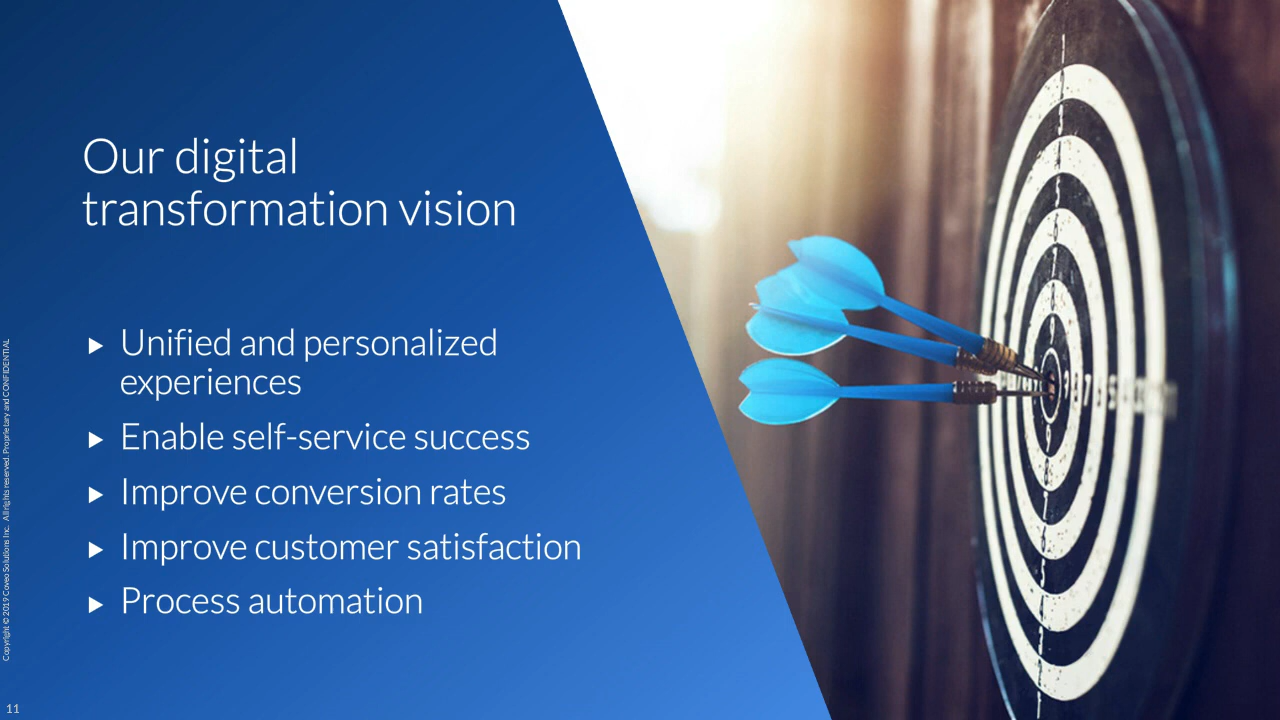 Our digital
transformation vision
Unified and personalized
experiences
Enable self-service success
Improve conversion rates
Improve customer satisfaction
Process automation
Copyright © 2019 Coveo Solutions Inc. All rights reserved. Proprietary and CONFIDENTIAL
11